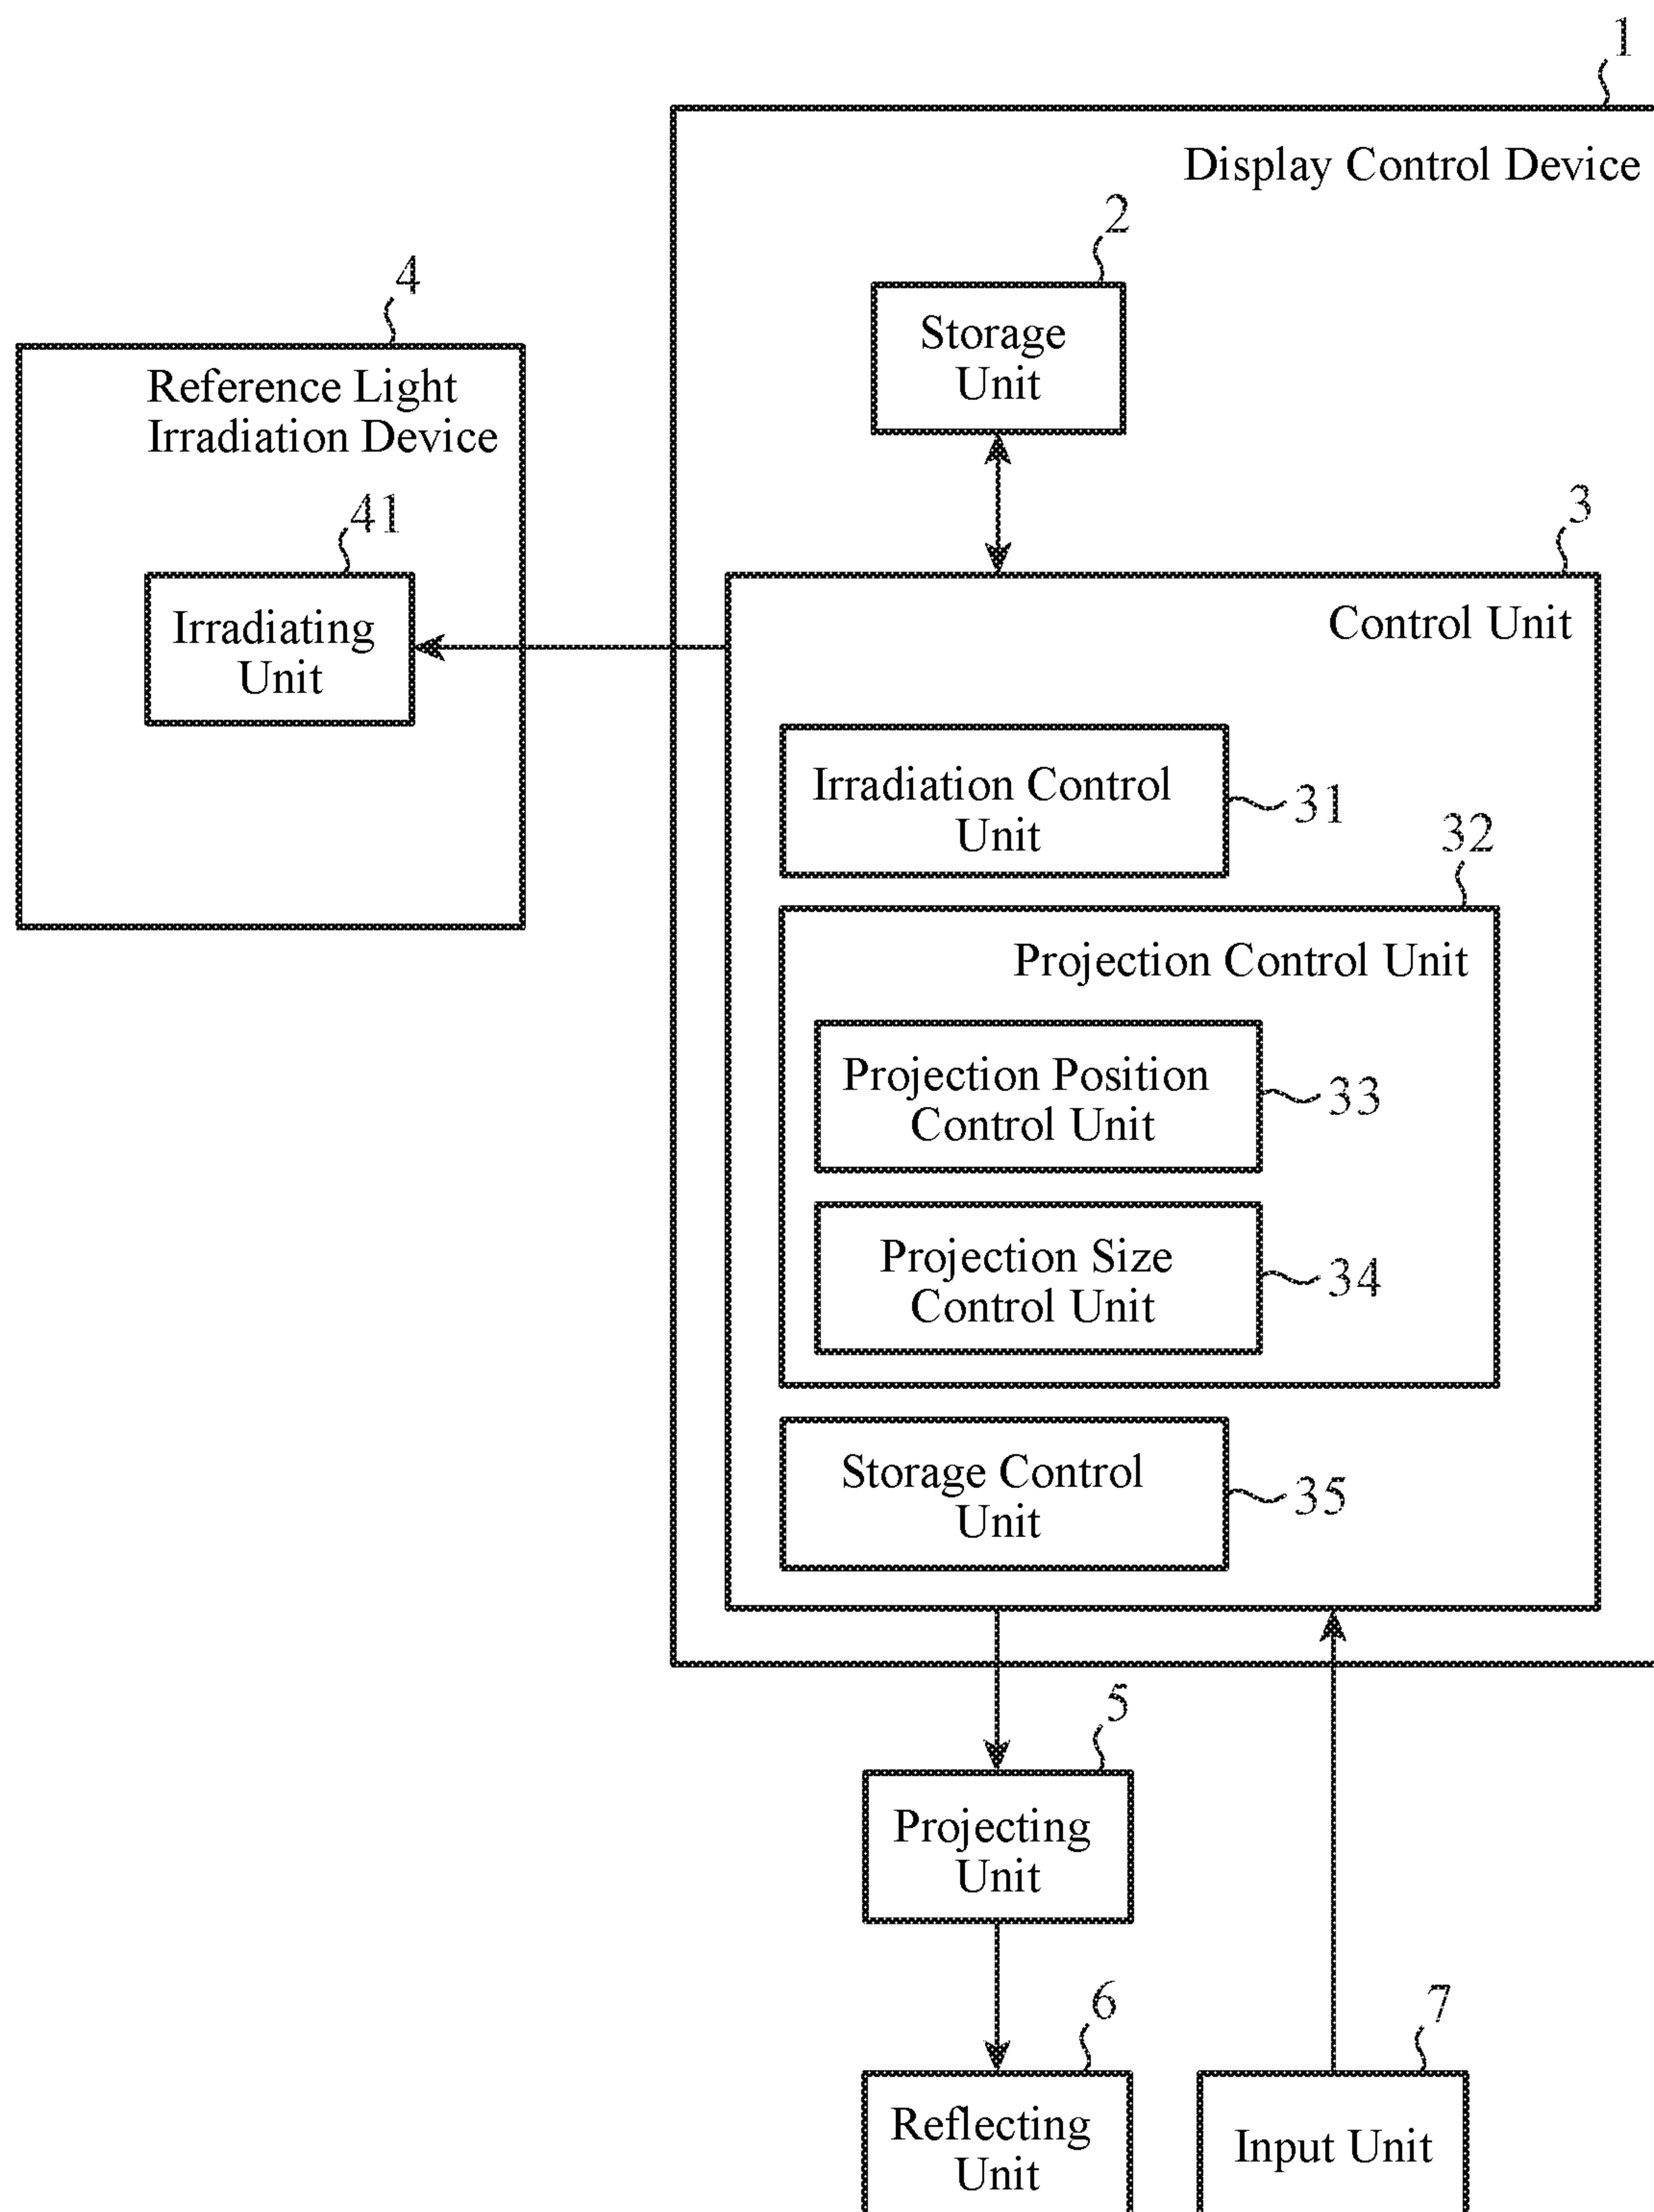 1
Display Control Device
2
Storage
Unit
4
Reference Light
Irradiation Device
41
Irradiating
Unit
3
Control Unit
Irradiation Control
Unit
31
32
Projection Control Unit
Projection Position
Control Unit
33
Projection Size
Control Unit
34
Storage Control
Unit
35
5
Projecting
Unit
6
Reflecting
Unit
7
Input Unit